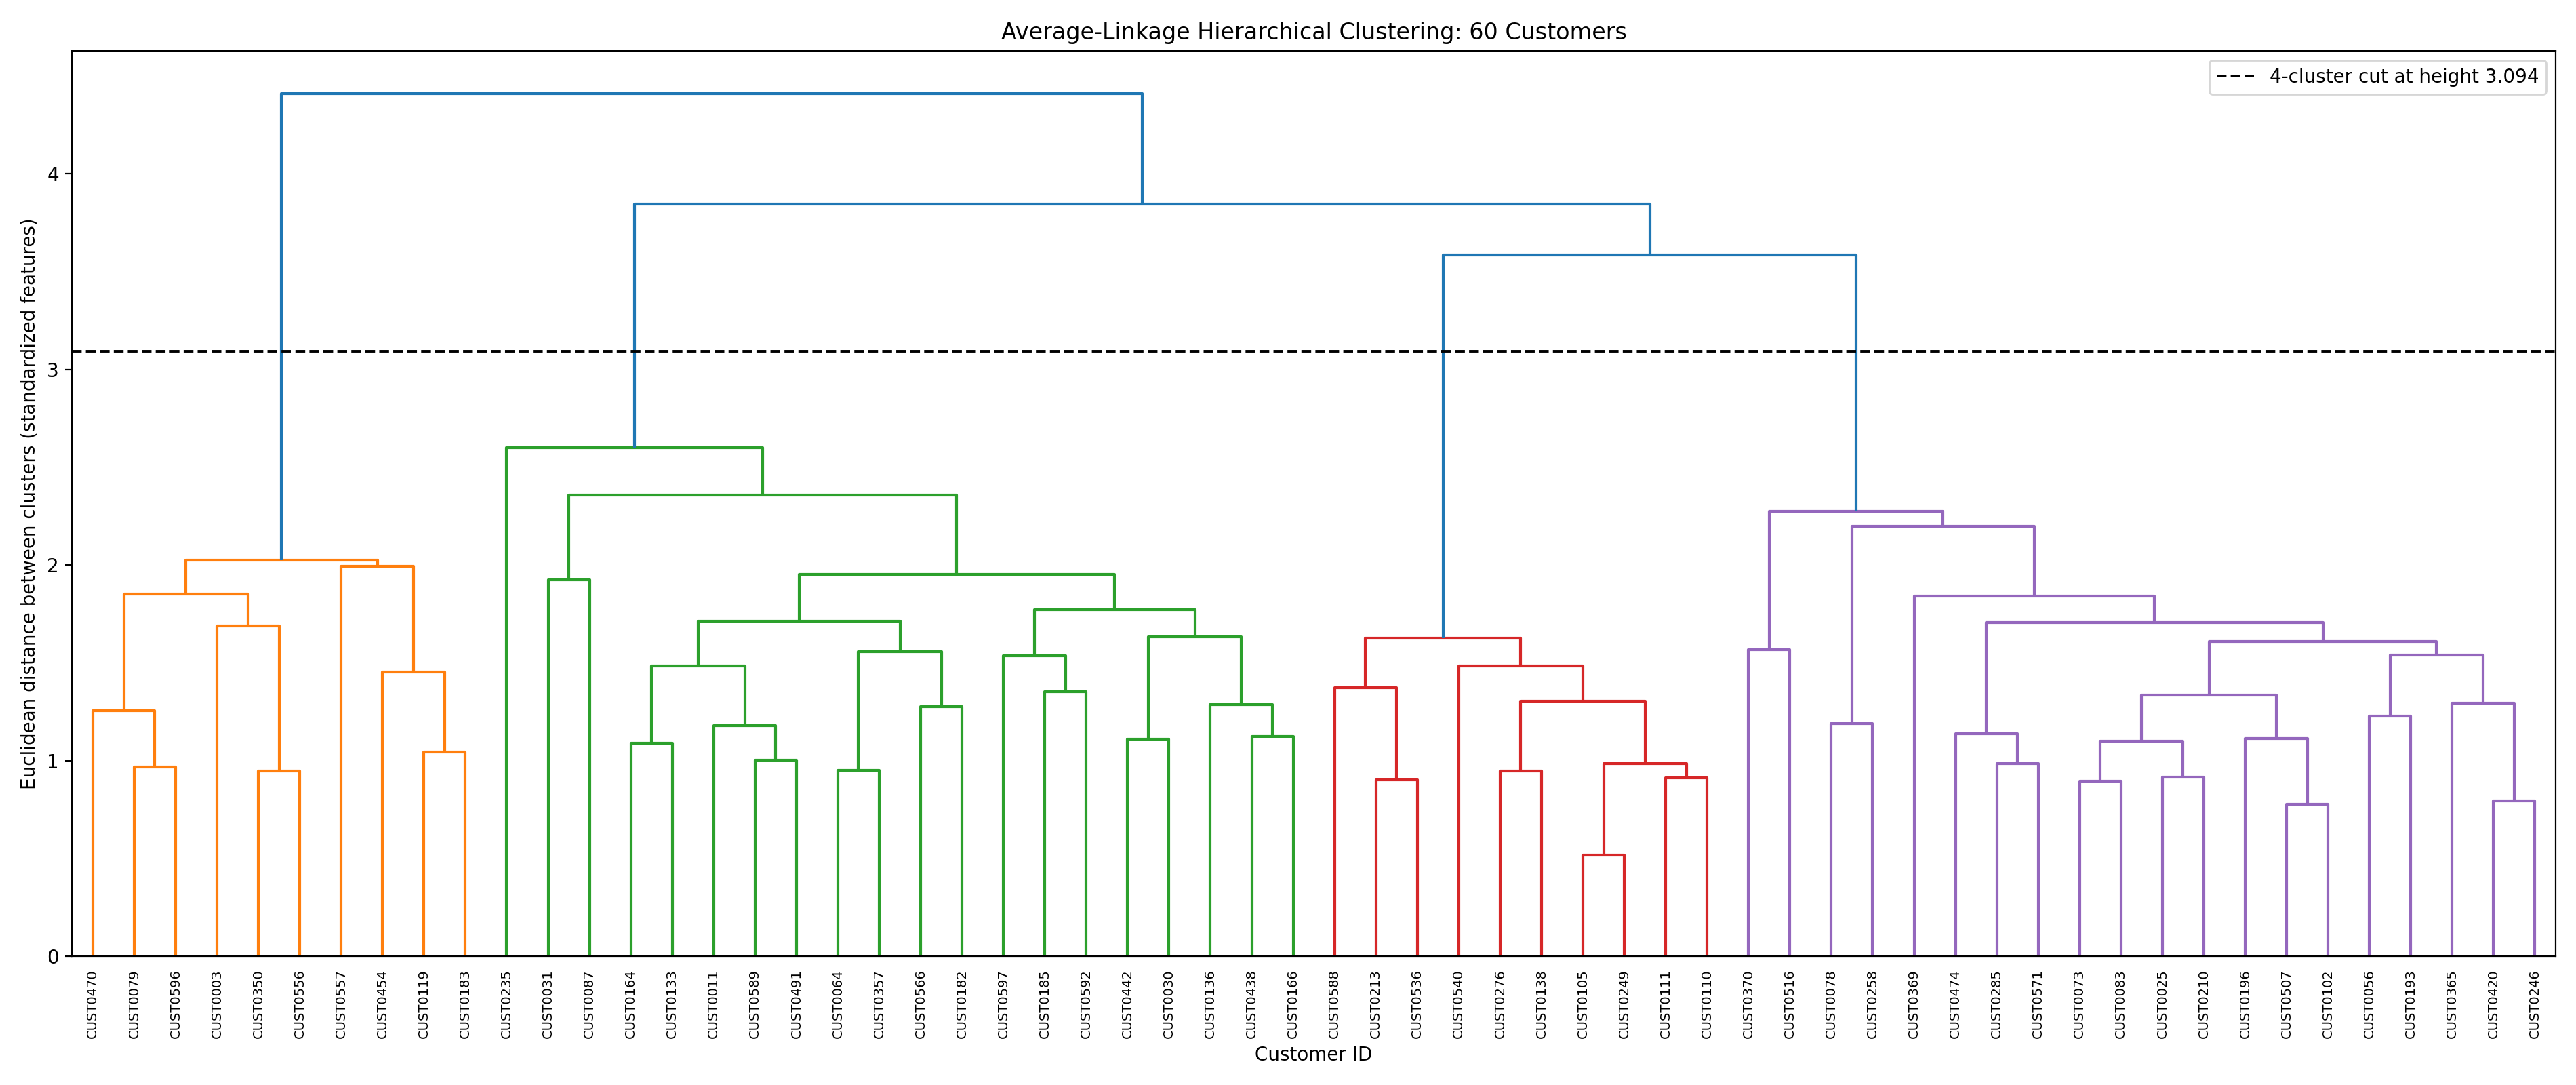 Average-Linkage Hierarchical Clustering: 60 Customers
4-cluster cut at height 3.094
Euclidean distance between clusters (standardized features)
4
3
2
1
0
CUST0470
CUST0079
CUST0596
CUST0003
CUST0350
CUST0556
CUST0557
CUST0454
CUST0119
CUST0183
CUST0235
CUST0031
CUST0087
CUST0164
CUST0133
CUST0011
CUST0589
CUST0491
CUST0064
CUST0357
CUST0566
CUST0182
CUST0597
CUST0185
CUST0592
CUST0442
CUST0030
CUST0136
CUST0438
CUST0166
CUST0588
CUST0213
CUST0536
CUST0540
CUST0276
CUST0138
CUST0105
CUST0249
CUST0111
CUST0110
CUST0370
CUST0516
CUST0078
CUST0258
CUST0369
CUST0474
CUST0285
CUST0571
CUST0073
CUST0083
CUST0025
CUST0210
CUST0196
CUST0507
CUST0102
CUST0056
CUST0193
CUST0365
CUST0420
CUST0246
Customer ID